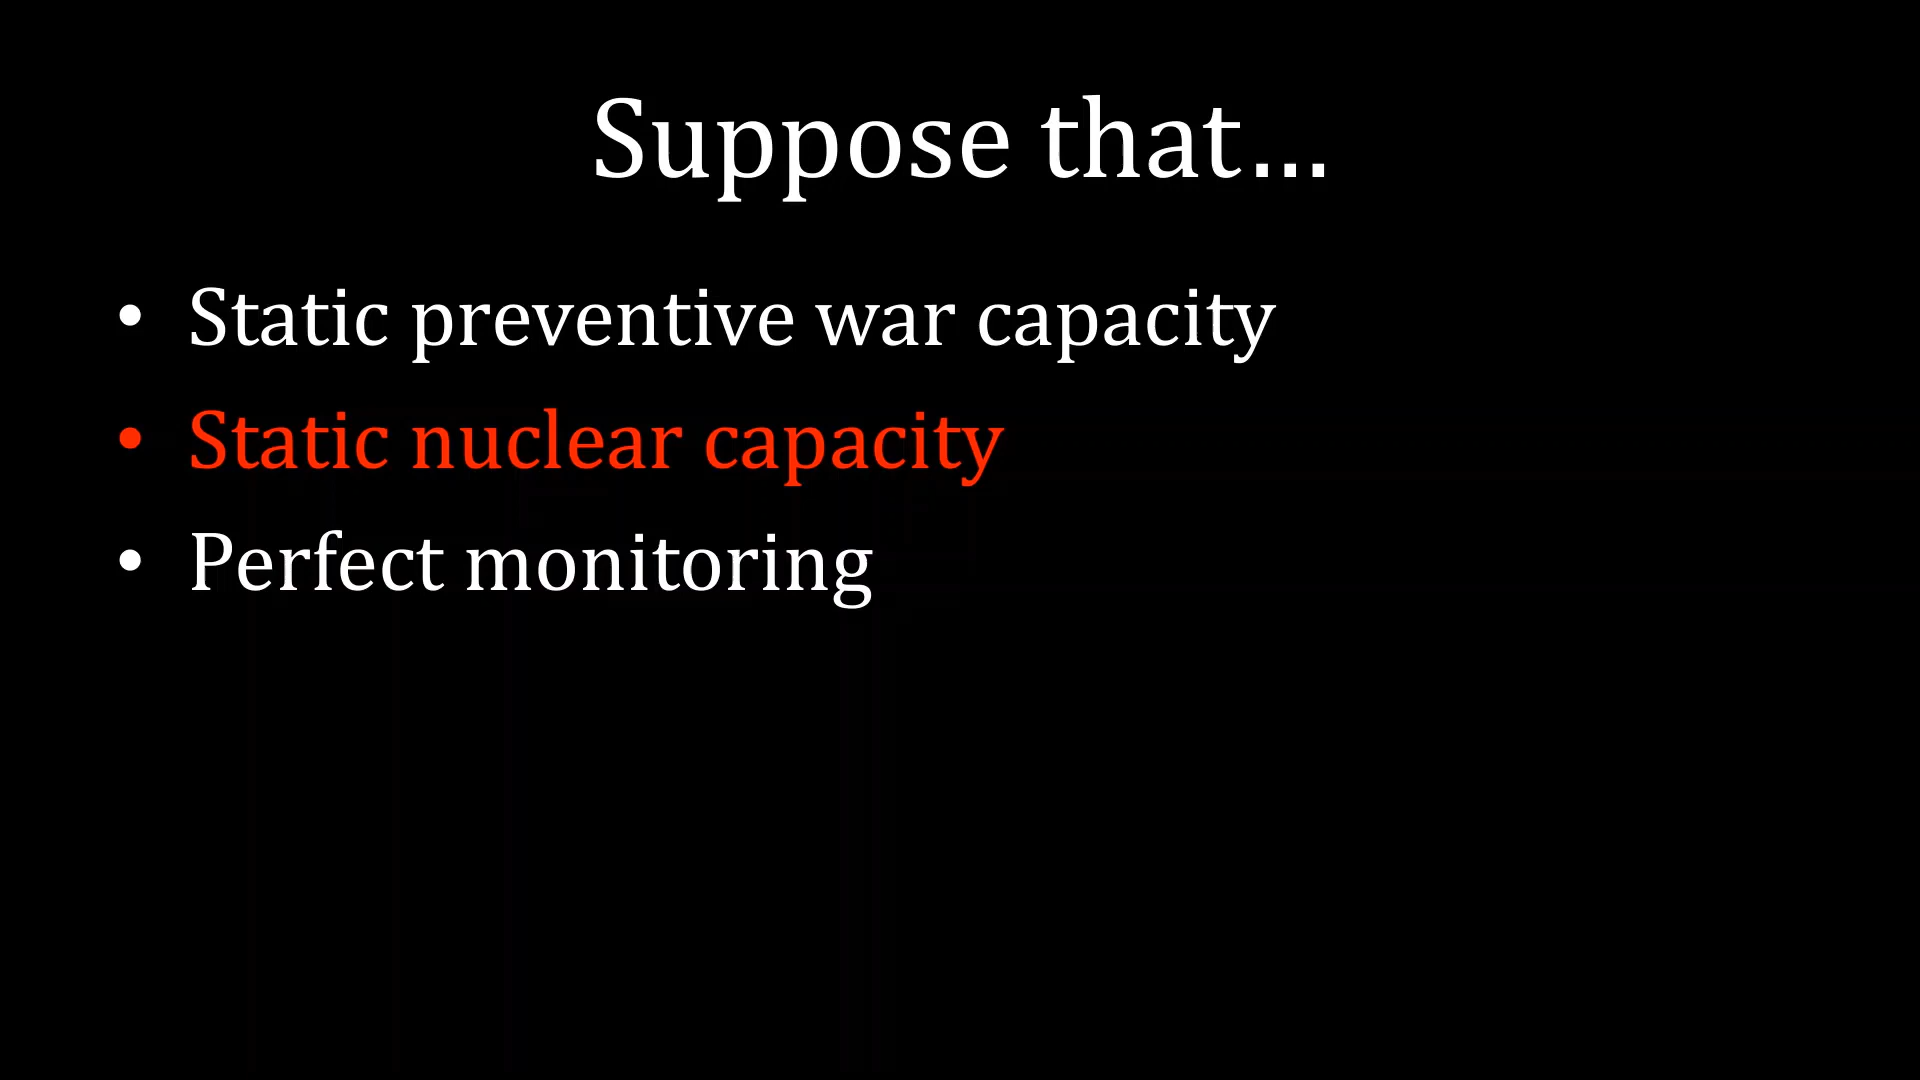 Suppose that…
• Static preventive war capacity
• Static nuclear capacity
• Perfect monitoring